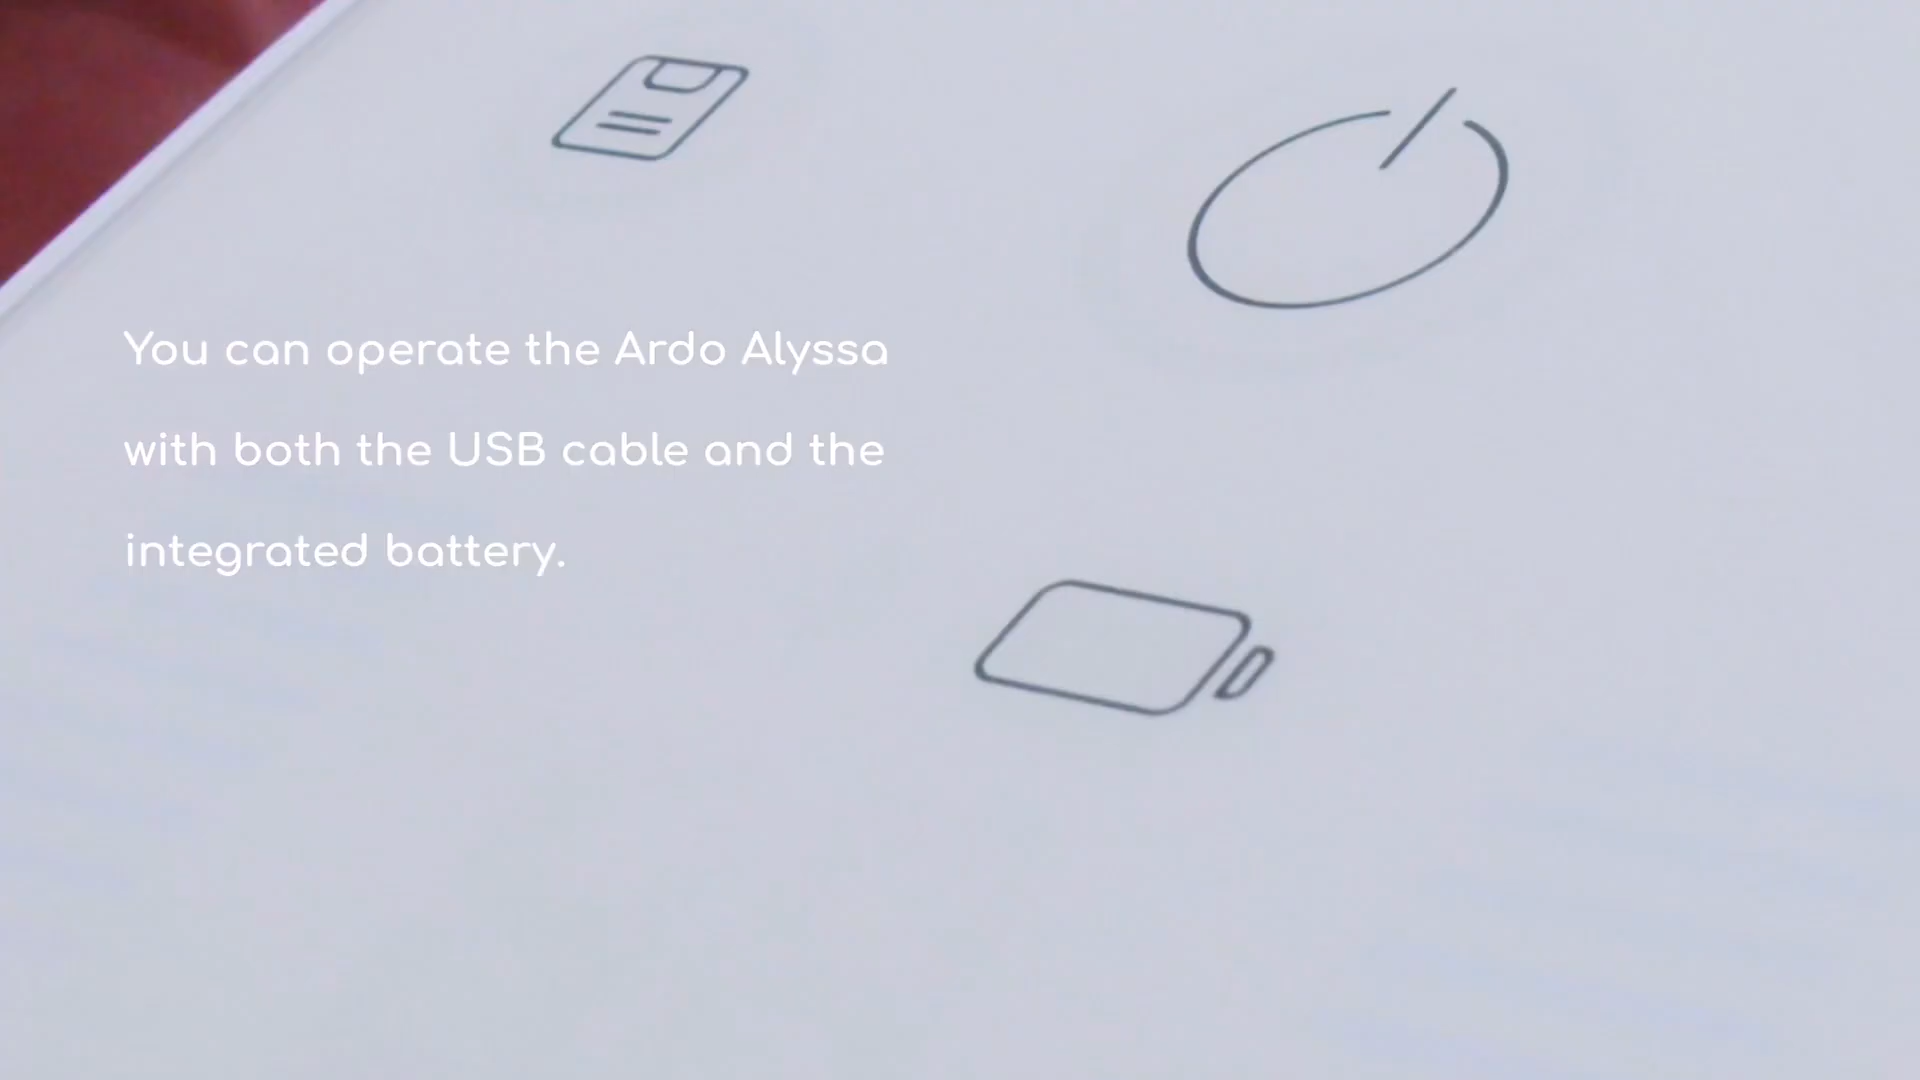 You can operate the Ardo Alyssa
with both the USB cable and the
integrated battery.